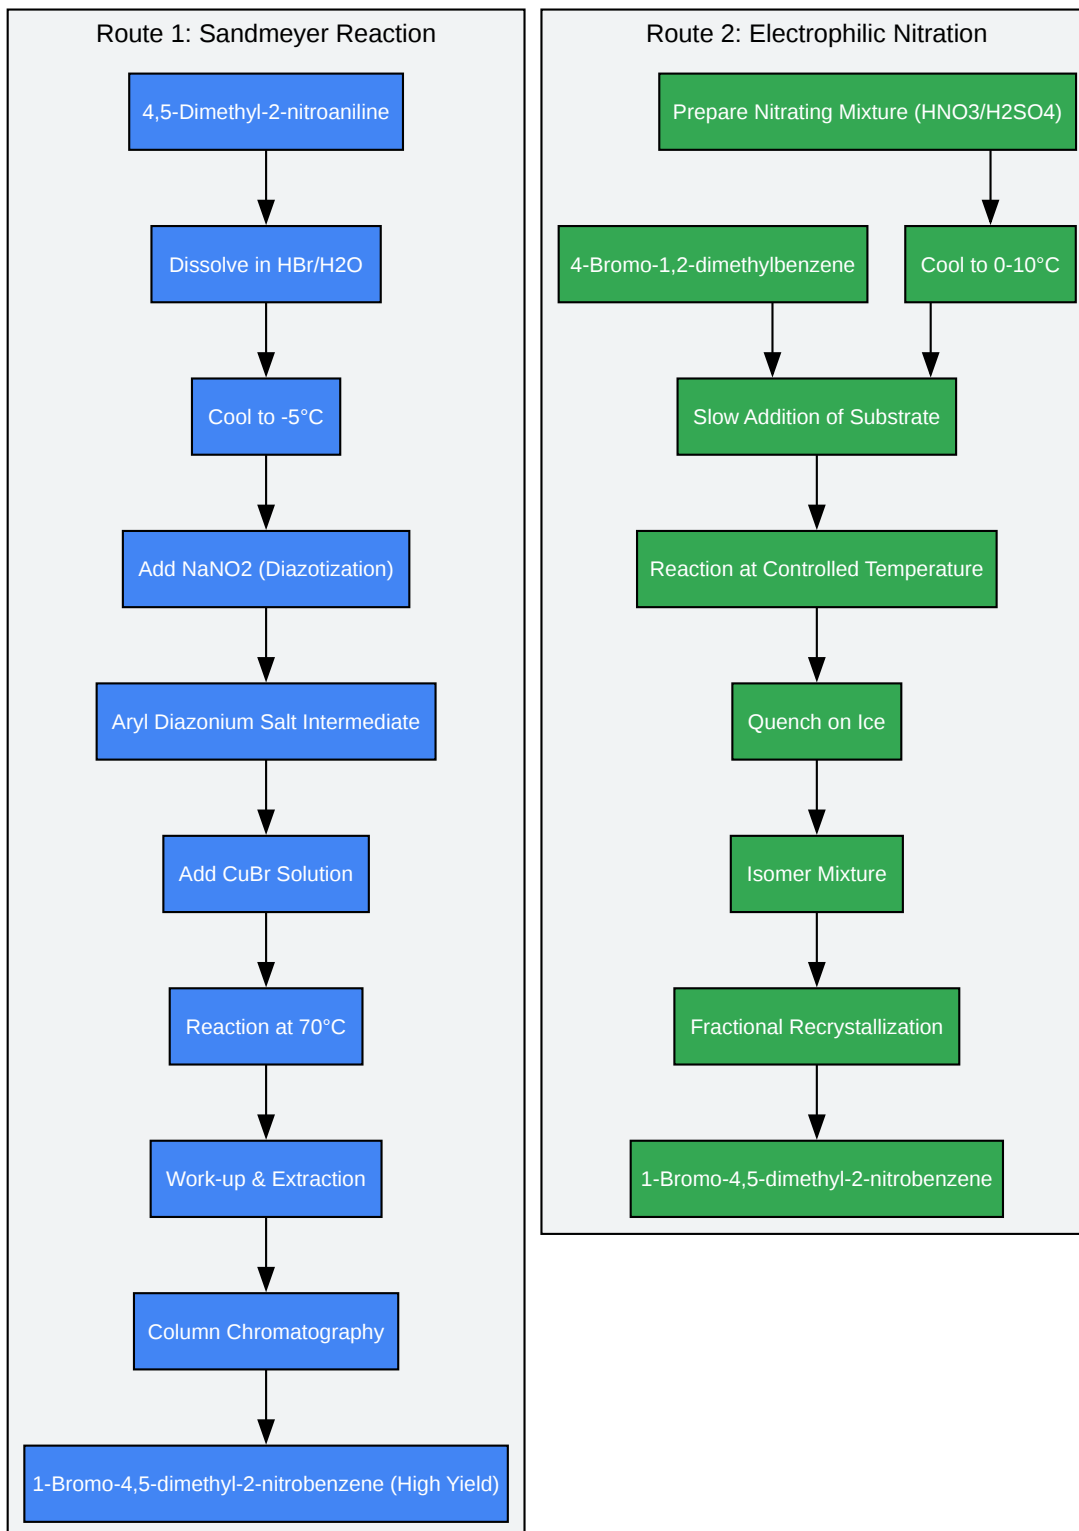 Route 1: Sandmeyer Reaction
4,5-Dimethyl-2-nitroaniline
Dissolve in HBr/H2O
Cool to -5°C
Add NaNO2 (Diazotization)
Aryl Diazonium Salt Intermediate
Add CuBr Solution
Reaction at 70°C
Work-up & Extraction
Column Chromatography
1-Bromo-4,5-dimethyl-2-nitrobenzene (High Yield)
Route 2: Electrophilic Nitration
Prepare Nitrating Mixture (HNO3/H2SO4)
4-Bromo-1,2-dimethylbenzene
Cool to 0-10°C
Slow Addition of Substrate
Reaction at Controlled Temperature
Quench on Ice
Isomer Mixture
Fractional Recrystallization
1-Bromo-4,5-dimethyl-2-nitrobenzene